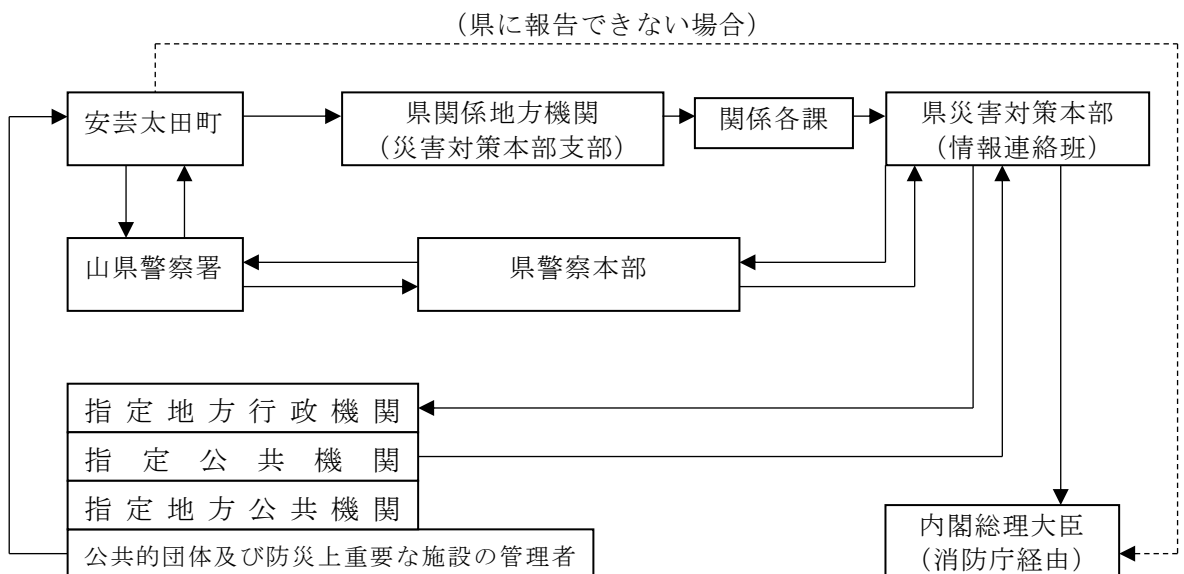 (県に報告できない場合)
安芸太田町
県関係地方機関
(災害対策本部支部)
関係各課
県災害対策本部
(情報連絡班)
山県警察署
県警察本部
指定地方行政機関
指定公共機関
指定地方公共機関
公共的団体及び防災上重要な施設の管理者
内閣総理大臣
(消防庁経由)